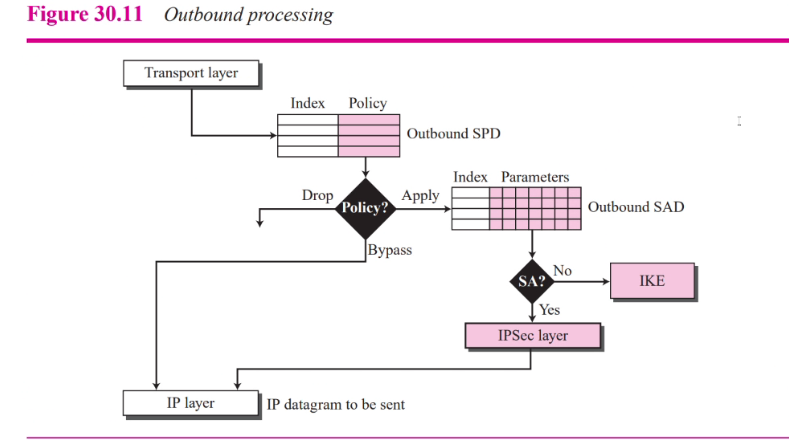 Figure 30.11 Outbound processing
Transport layer
Index Policy
Outbound SPD
Index Parameters
Drop
Policy?
Apply
Outbound SAD
Bypass
SA?
No
IKE
Yes
IPSec layer
IP layer
IP datagram to be sent